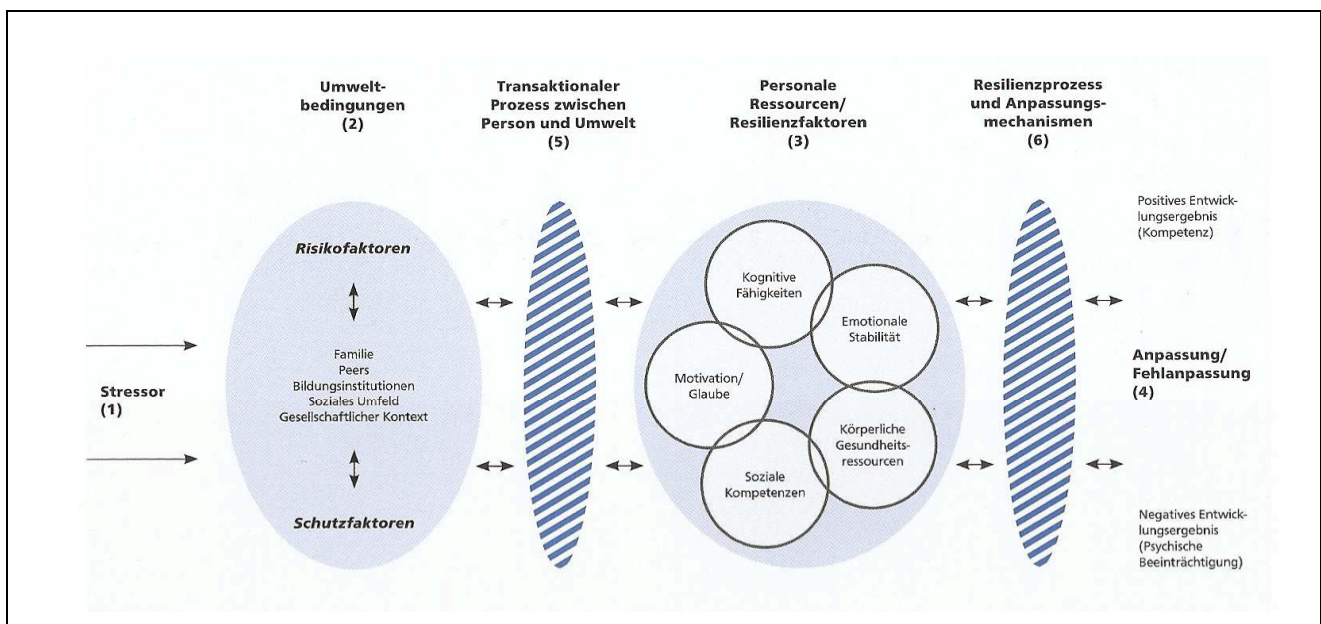 Umwelt-
bedingungen
(2)
Transaktionaler
Prozess zwischen
Person und Umwelt
(5)
Personale
Ressourcen/
Resilienzfaktoren
(3)
Resilienzprozess
und Anpassungs-
mechanismen
(6)
Stressor
(1)
Risikofaktoren
Familie
Peers
Bildungsinstitutionen
Soziales Umfeld
Gesellschaftlicher Kontext
Schutzfaktoren
Kognitive
Fähigkeiten
Emotionale
Stabilität
Motivation/
Glaube
Körperliche
Gesundheits-
ressourcen
Soziale
Kompetenzen
Positives Entwick-
lungsergebnis
(Kompetenz)
Anpassung/
Fehlanpassung
(4)
Negatives Entwick-
lungsergebnis
(Psychische
Beeinträchtigung)